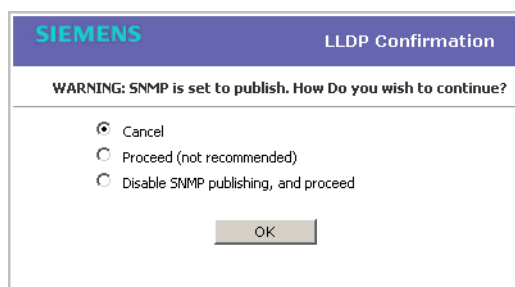 SIEMENS
LLDP Confirmation
WARNING: SNMP is set to publish. How Do you wish to continue?
Cancel
Proceed (not recommended)
Disable SNMP publishing, and proceed
OK